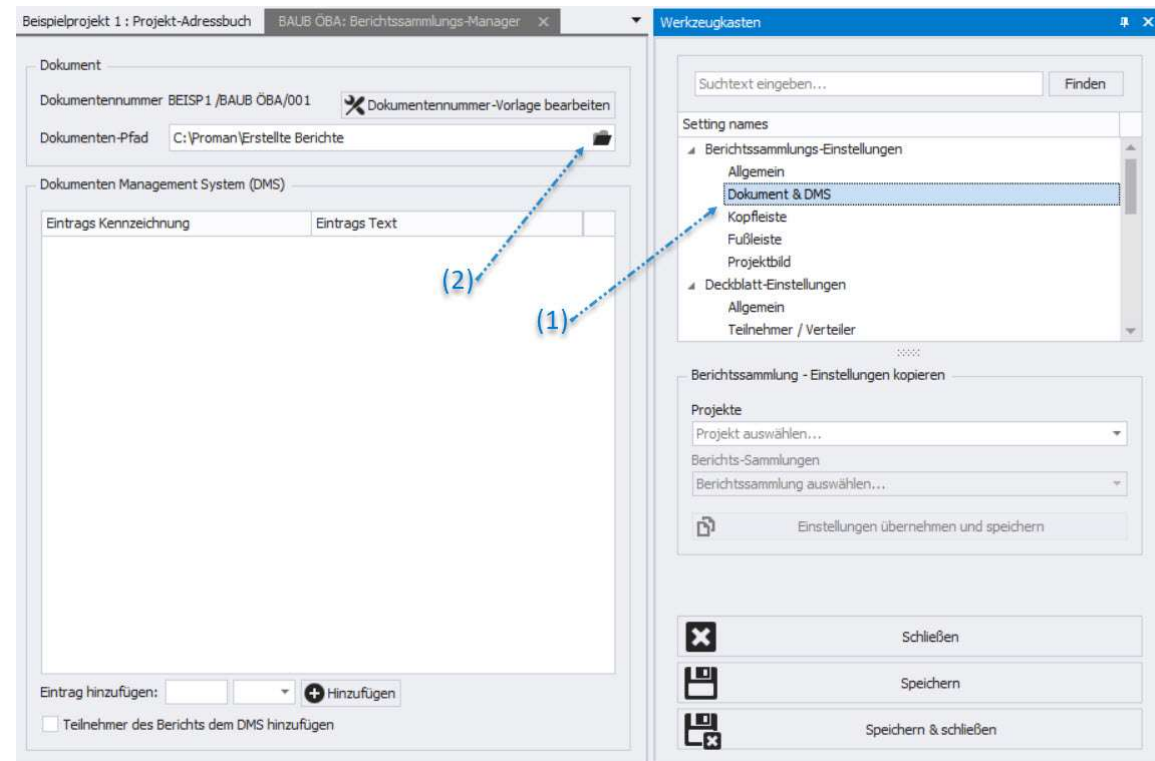 Beispielprojekt 1 : Projekt-Adressbuch
BAUB ÖBA: Berichtssammlungs-Manager
Dokument
Dokumentennummer BEISP1 /BAUB ÖBA/001
Dokumentennummer-Vorlage bearbeiten
Dokumenten-Pfad C:\Proman\Erstellte Berichte
Dokumenten Management System (DMS)
Eintrags Kennzeichnung Eintrags Text
(2)
(1)
Eintrag hinzufügen: Hinzufügen
Teilnehmer des Berichts dem DMS hinzufügen
Werkzeugkasten
Suchtext eingeben... Finden
Setting names
Berichtssammlungs-Einstellungen
Allgemein
Dokument & DMS
Kopfleiste
Fußleiste
Projektbild
Deckblatt-Einstellungen
Allgemein
Teilnehmer / Verteiler
Berichtssammlung - Einstellungen kopieren
Projekte
Projekt auswählen...
Berichts-Sammlungen
Berichtssammlung auswählen...
Einstellungen übernehmen und speichern
Schließen
Speichern
Speichern & schließen